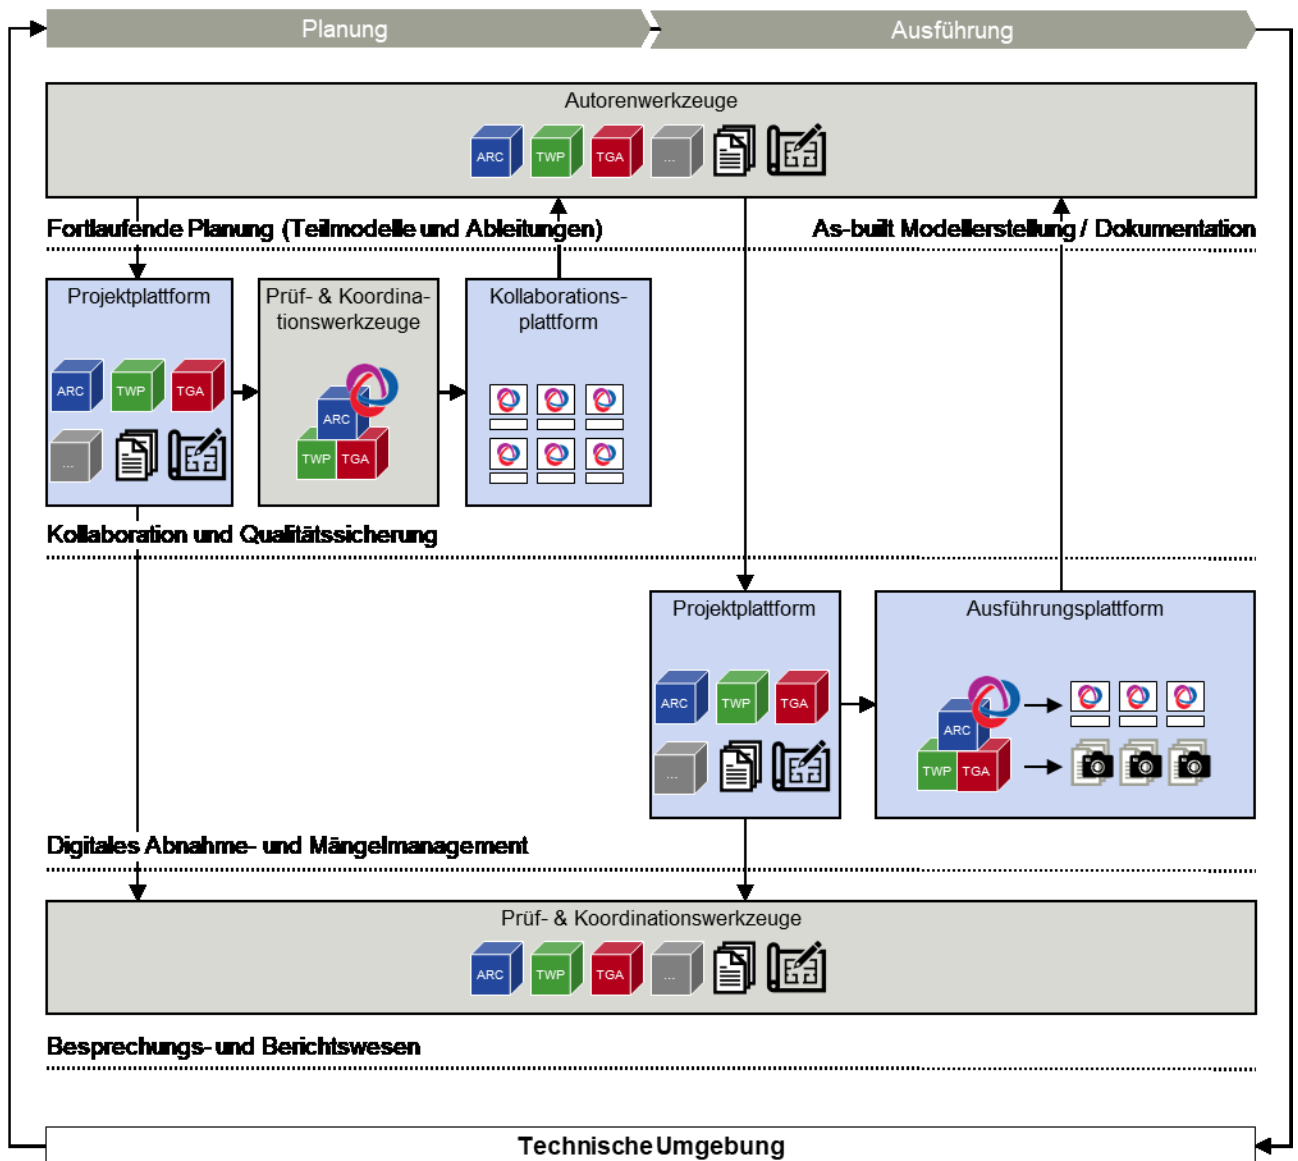 Planung
Ausführung
Autorenwerkzeuge
ARC
TWP
TGA
...
Fortlaufende Planung (Teilmodelle und Ableitungen)
As-built Modellerstellung / Dokumentation
Projektplattform
ARC
TWP
TGA
...
Prüf- & Koordina-
tionswerkzeuge
ARC
TWP
TGA
Kollaborations-
plattform
Kollaboration und Qualitätssicherung
Projektplattform
ARC
TWP
TGA
...
Ausführungsplattform
ARC
TWP
TGA
Digitales Abnahme- und Mängelmanagement
Prüf- & Koordinationswerkzeuge
ARC
TWP
TGA
...
Besprechungs- und Berichtswesen
Technische Umgebung